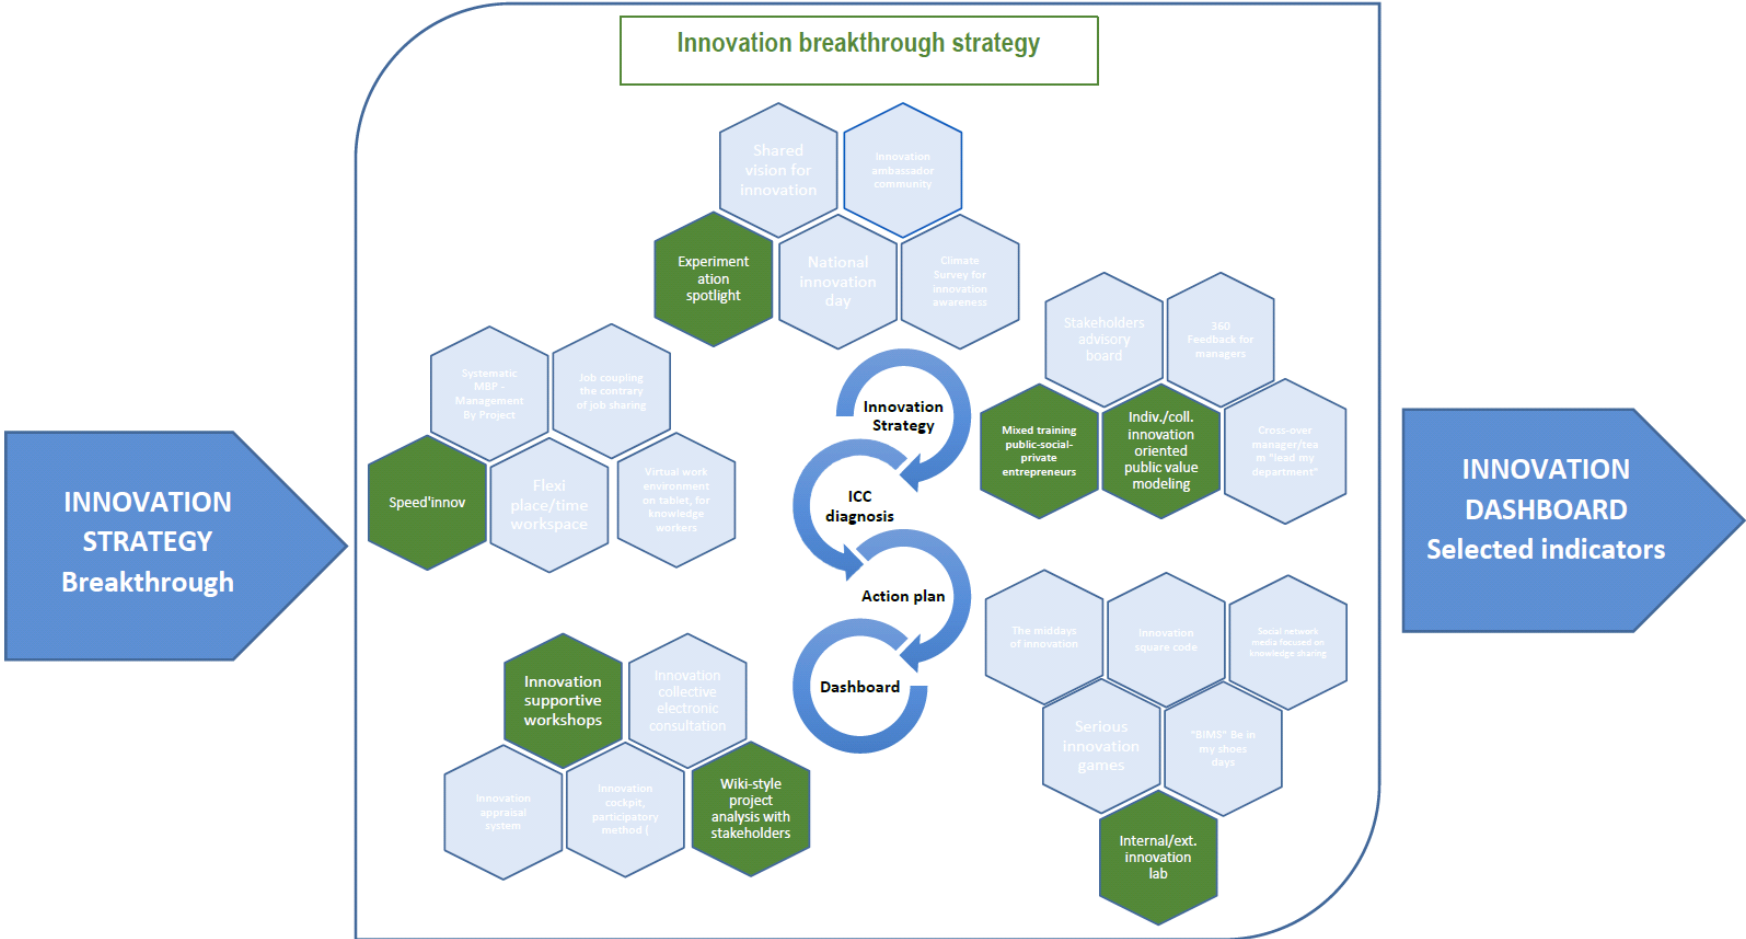 Innovation breakthrough strategy
Shared
vision for
innovation
Innovation
ambassador
community
Experiment
ation
spotlight
National
innovation
day
Climate
Survey for
innovation
awareness
Systematic
MBP -
Management
By Project
Job coupling
the contrary
of job sharing
Speed'innov
Flexi
place/time
workspace
Virtual work
environment
on tablet, for
knowledge
workers
Stakeholders
advisory
board
360
Feedback for
managers
Mixed training
public-social-
private
entrepreneurs
Indiv./coll.
innovation
oriented
public value
modeling
Cross-over
manager/tea
m "lead my
department"
Innovation
Strategy
ICC
diagnosis
Action plan
Dashboard
INNOVATION
STRATEGY
Breakthrough
INNOVATION
DASHBOARD
Selected indicators
Innovation
supportive
workshops
Innovation
collective
electronic
consultation
Innovation
appraisal
system
Innovation
cockpit,
participatory
method (
Wiki-style
project
analysis with
stakeholders
The middays
of innovation
Innovation
square code
Social network
media focused on
knowledge sharing
Serious
innovation
games
"BIMS" Be in
my shoes
days
Internal/ext.
innovation
lab